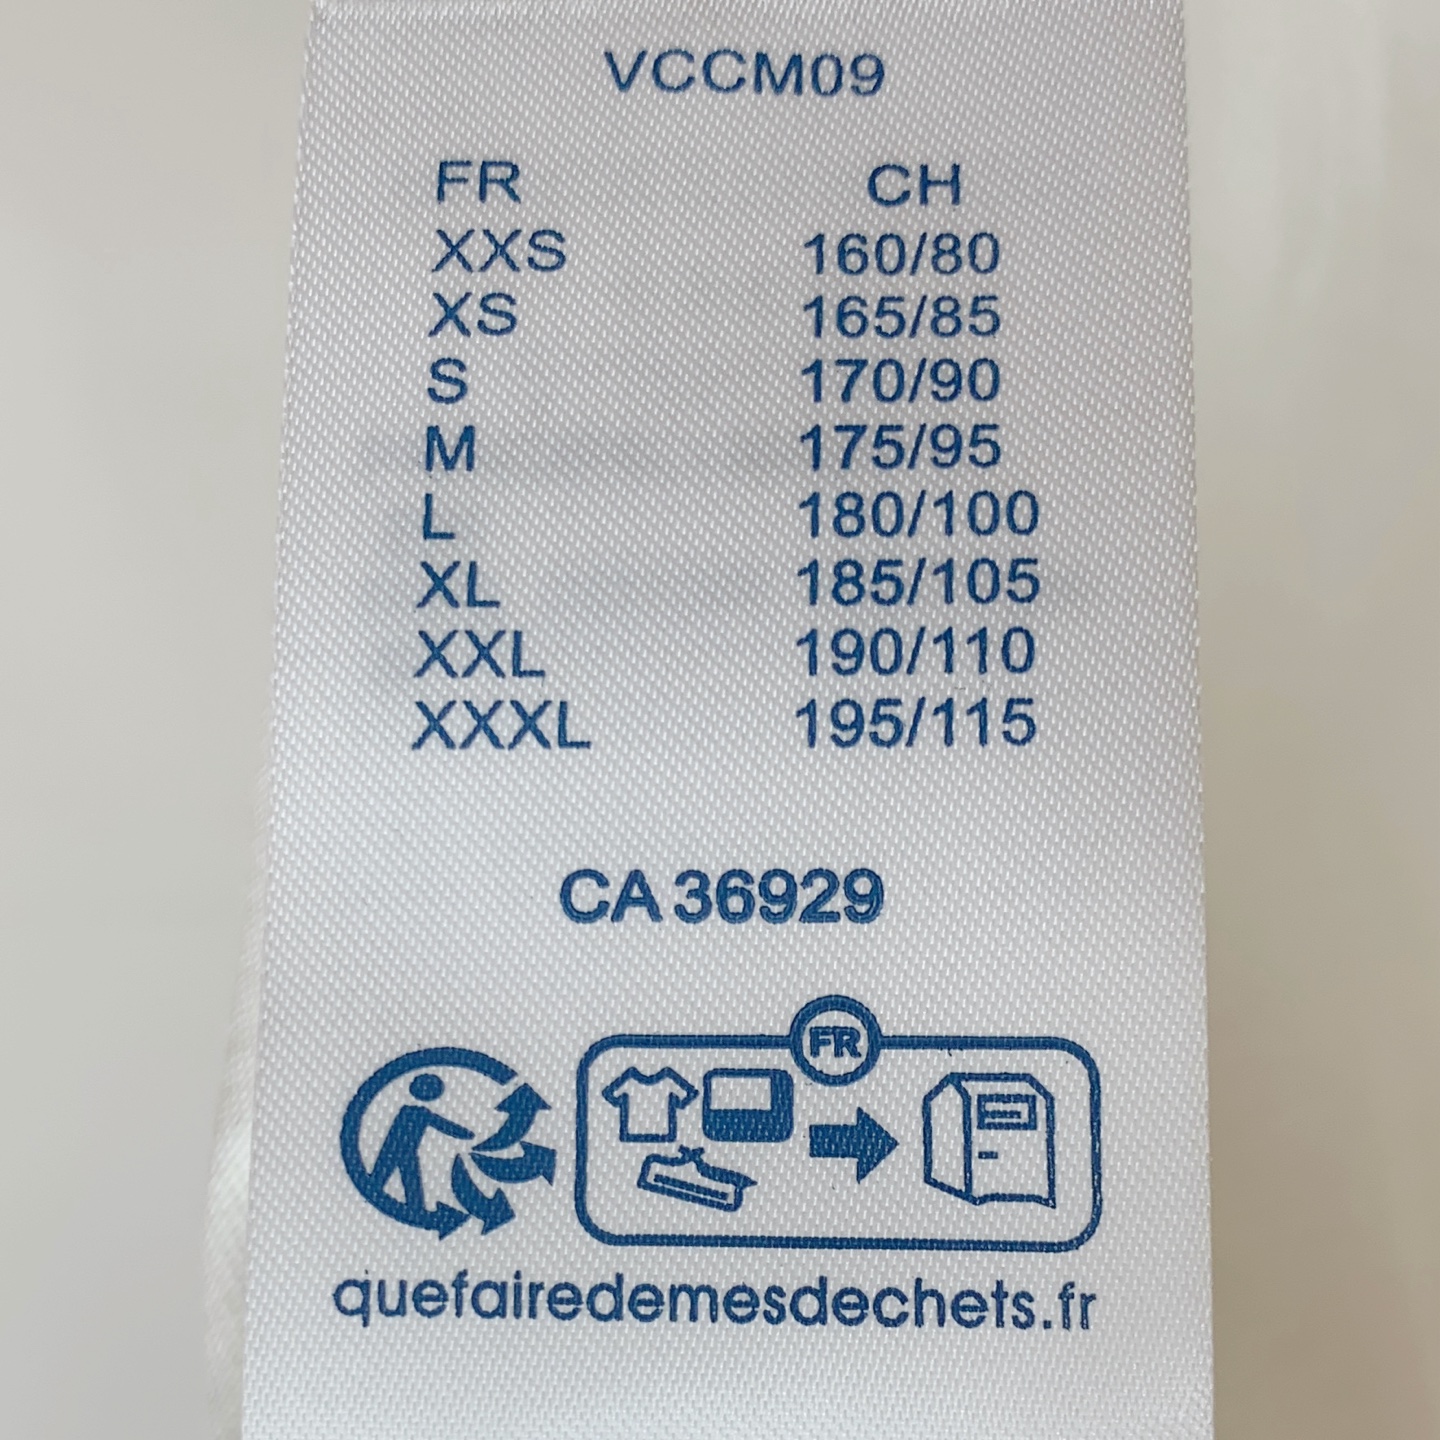 VCCM09
FR CH
XXS 160/80
XS 165/85
S 170/90
M 175/95
L 180/100
XL 185/105
XXL 190/110
XXXL 195/115
CA 36929
FR
quefairedemesdechets.fr